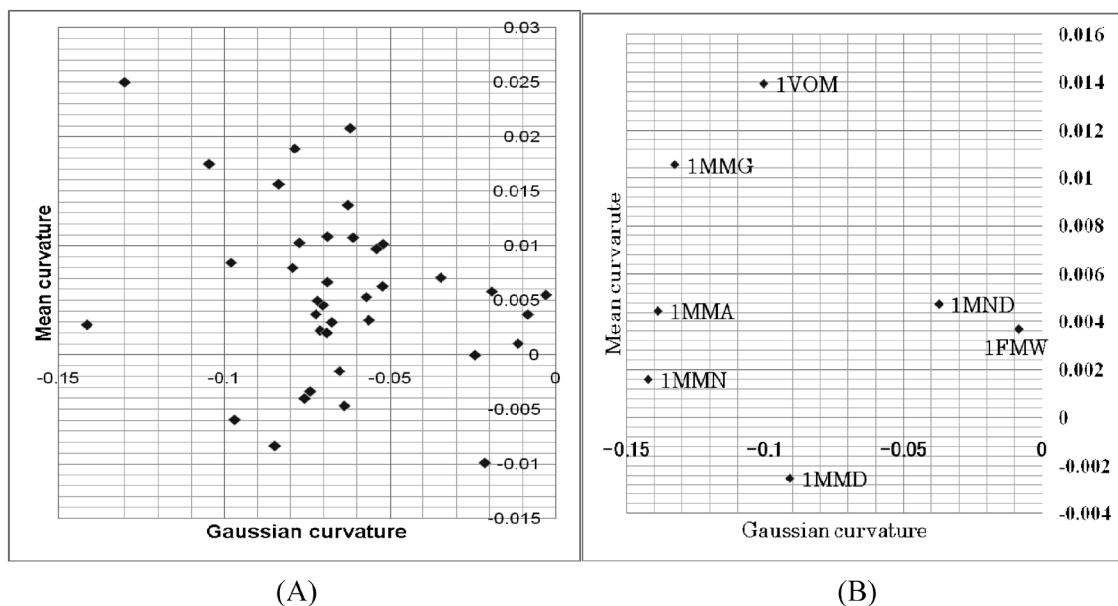 0.03
0.025
0.02
0.015
0.01
0.005
0
-0.15 -0.1 -0.05 0
-0.005
-0.01
-0.015
Mean curvature
Gaussian curvature
(A)
0.016
0.014
0.012
0.01
0.008
0.006
0.004
0.002
0
-0.15 -0.1 -0.05 0
-0.002
-0.004
1VOM
1MMG
1MND
1MMA
1FMW
1MMN
1MMD
Mean curvarute
Gaussian curvature
(B)